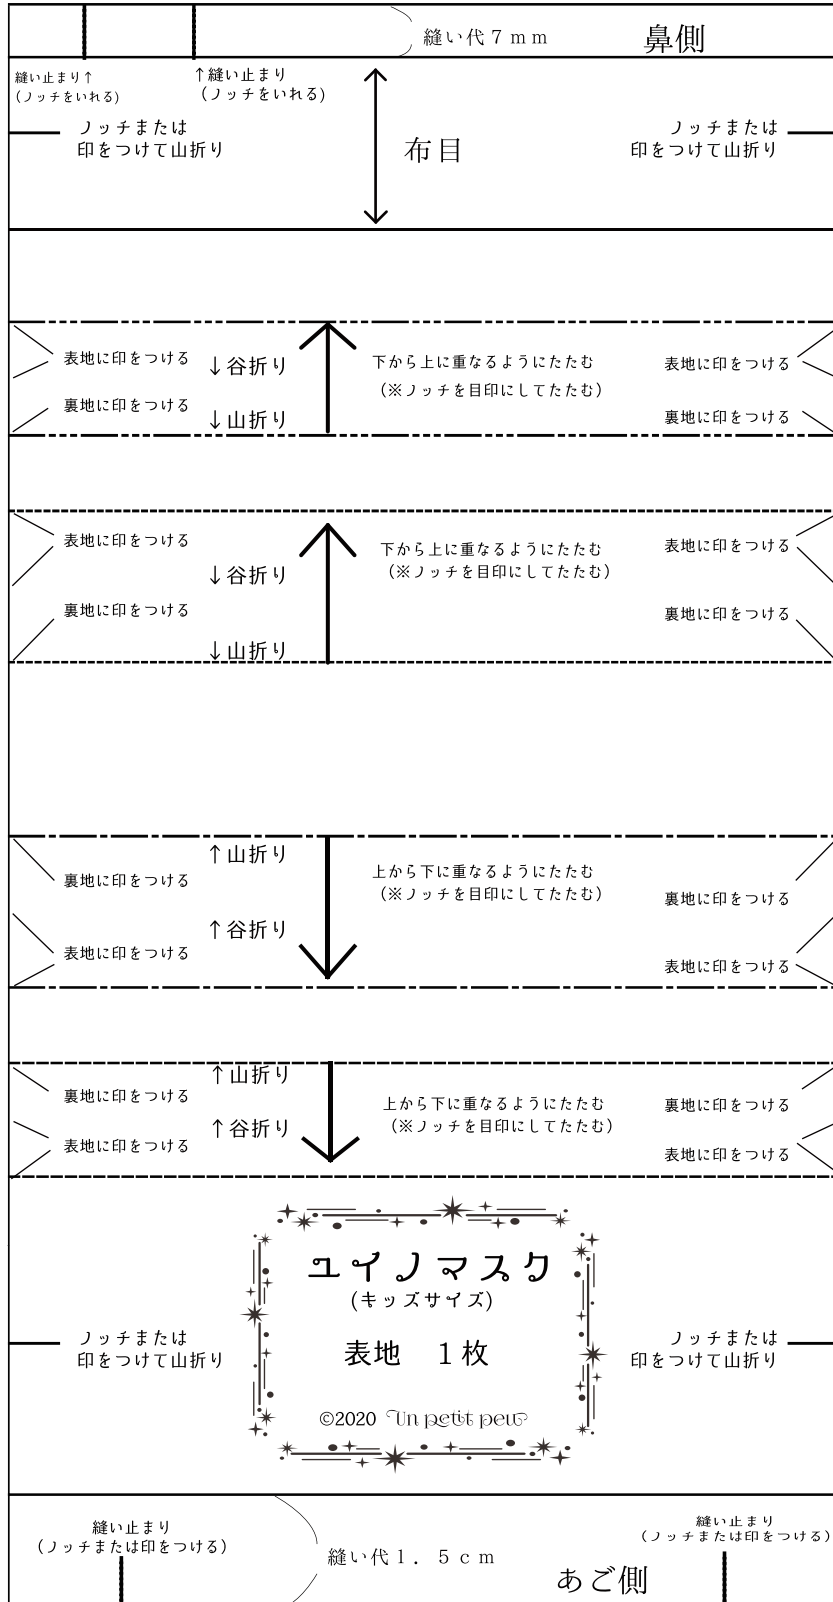 縫い代7mm
鼻側
縫い止まり↑
(ノッチをいれる)
↑縫い止まり
(ノッチをいれる)
ノッチまたは
印をつけて山折り
布目
ノッチまたは
印をつけて山折り
表地に印をつける
↓谷折り
下から上に重なるようにたたむ
(※ノッチを目印にしてたたむ)
表地に印をつける
裏地に印をつける
↓山折り
裏地に印をつける
表地に印をつける
↓谷折り
下から上に重なるようにたたむ
(※ノッチを目印にしてたたむ)
表地に印をつける
裏地に印をつける
↓山折り
裏地に印をつける
↑山折り
裏地に印をつける
上から下に重なるようにたたむ
(※ノッチを目印にしてたたむ)
裏地に印をつける
↑谷折り
表地に印をつける
表地に印をつける
↑山折り
裏地に印をつける
上から下に重なるようにたたむ
(※ノッチを目印にしてたたむ)
裏地に印をつける
↑谷折り
表地に印をつける
表地に印をつける
ユイノマスク
(キッズサイズ)
表地 1枚
©2020 Un petit peu
ノッチまたは
印をつけて山折り
ノッチまたは
印をつけて山折り
縫い止まり
(ノッチまたは印をつける)
縫い代1.5cm
あご側
縫い止まり
(ノッチまたは印をつける)